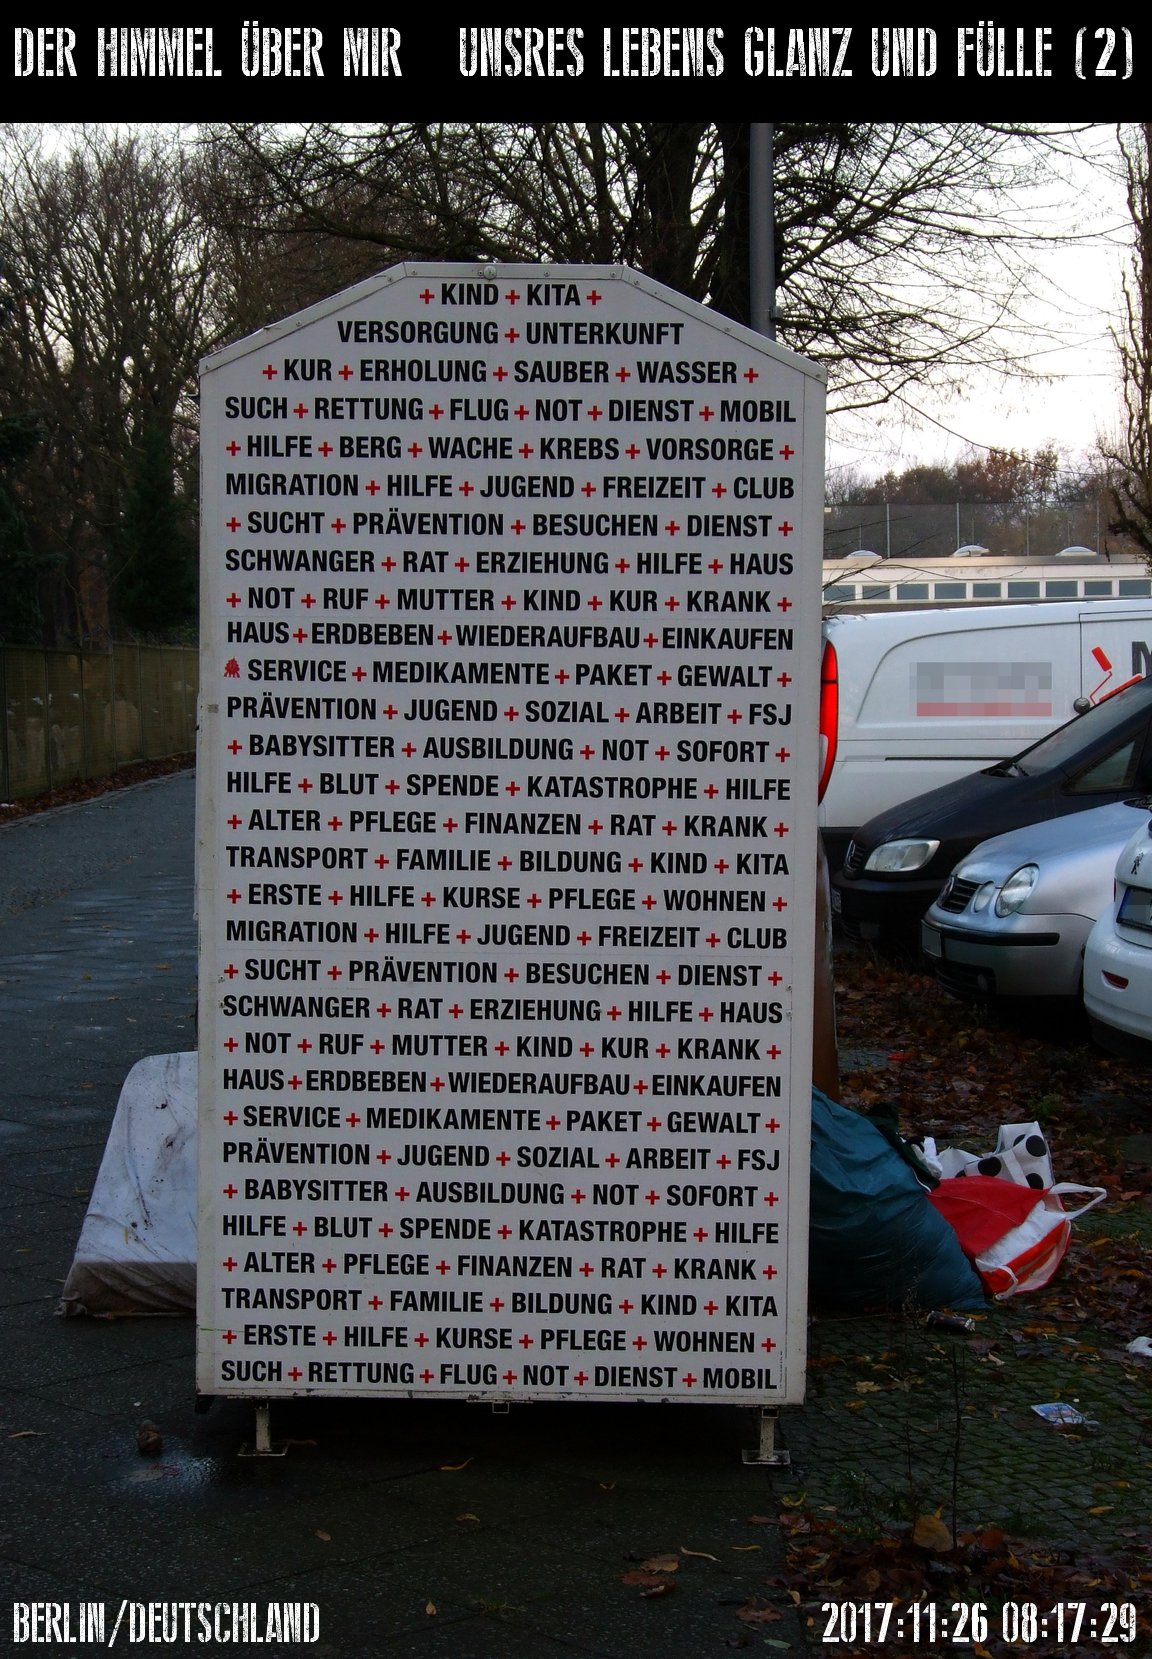 DER HIMMEL ÜBER MIR UNSRES LEBENS GLANZ UND FÜLLE (2)
+ KIND + KITA +
VERSORGUNG + UNTERKUNFT
+ KUR + ERHOLUNG + SAUBER + WASSER +
SUCH + RETTUNG + FLUG + NOT + DIENST + MOBIL
+ HILFE + BERG + WACHE + KREBS + VORSORGE +
MIGRATION + HILFE + JUGEND + FREIZEIT + CLUB
+ SUCHT + PRÄVENTION + BESUCHEN + DIENST +
SCHWANGER + RAT + ERZIEHUNG + HILFE + HAUS
+ NOT + RUF + MUTTER + KIND + KUR + KRANK +
HAUS + ERDBEBEN + WIEDERAUFBAU + EINKAUFEN
SERVICE + MEDIKAMENTE + PAKET + GEWALT +
PRÄVENTION + JUGEND + SOZIAL + ARBEIT + FSJ
+ BABYSITTER + AUSBILDUNG + NOT + SOFORT +
HILFE + BLUT + SPENDE + KATASTROPHE + HILFE
+ ALTER + PFLEGE + FINANZEN + RAT + KRANK +
TRANSPORT + FAMILIE + BILDUNG + KIND + KITA
+ ERSTE + HILFE + KURSE + PFLEGE + WOHNEN +
MIGRATION + HILFE + JUGEND + FREIZEIT + CLUB
+ SUCHT + PRÄVENTION + BESUCHEN + DIENST +
SCHWANGER + RAT + ERZIEHUNG + HILFE + HAUS
+ NOT + RUF + MUTTER + KIND + KUR + KRANK +
HAUS + ERDBEBEN + WIEDERAUFBAU + EINKAUFEN
+ SERVICE + MEDIKAMENTE + PAKET + GEWALT +
PRÄVENTION + JUGEND + SOZIAL + ARBEIT + FSJ
+ BABYSITTER + AUSBILDUNG + NOT + SOFORT +
HILFE + BLUT + SPENDE + KATASTROPHE + HILFE
+ ALTER + PFLEGE + FINANZEN + RAT + KRANK +
TRANSPORT + FAMILIE + BILDUNG + KIND + KITA
+ ERSTE + HILFE + KURSE + PFLEGE + WOHNEN +
SUCH + RETTUNG + FLUG + NOT + DIENST + MOBIL
BERLIN/DEUTSCHLAND
2017:11:26 08:17:29